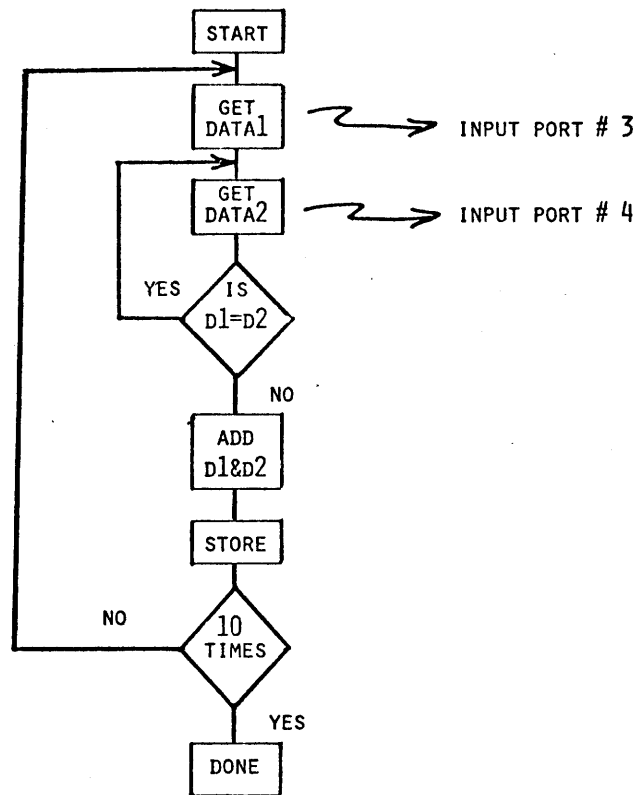 START
GET
DATA1
INPUT PORT # 3
GET
DATA2
INPUT PORT # 4
YES
IS
D1=D2
NO
ADD
D1&D2
STORE
NO
10
TIMES
YES
DONE